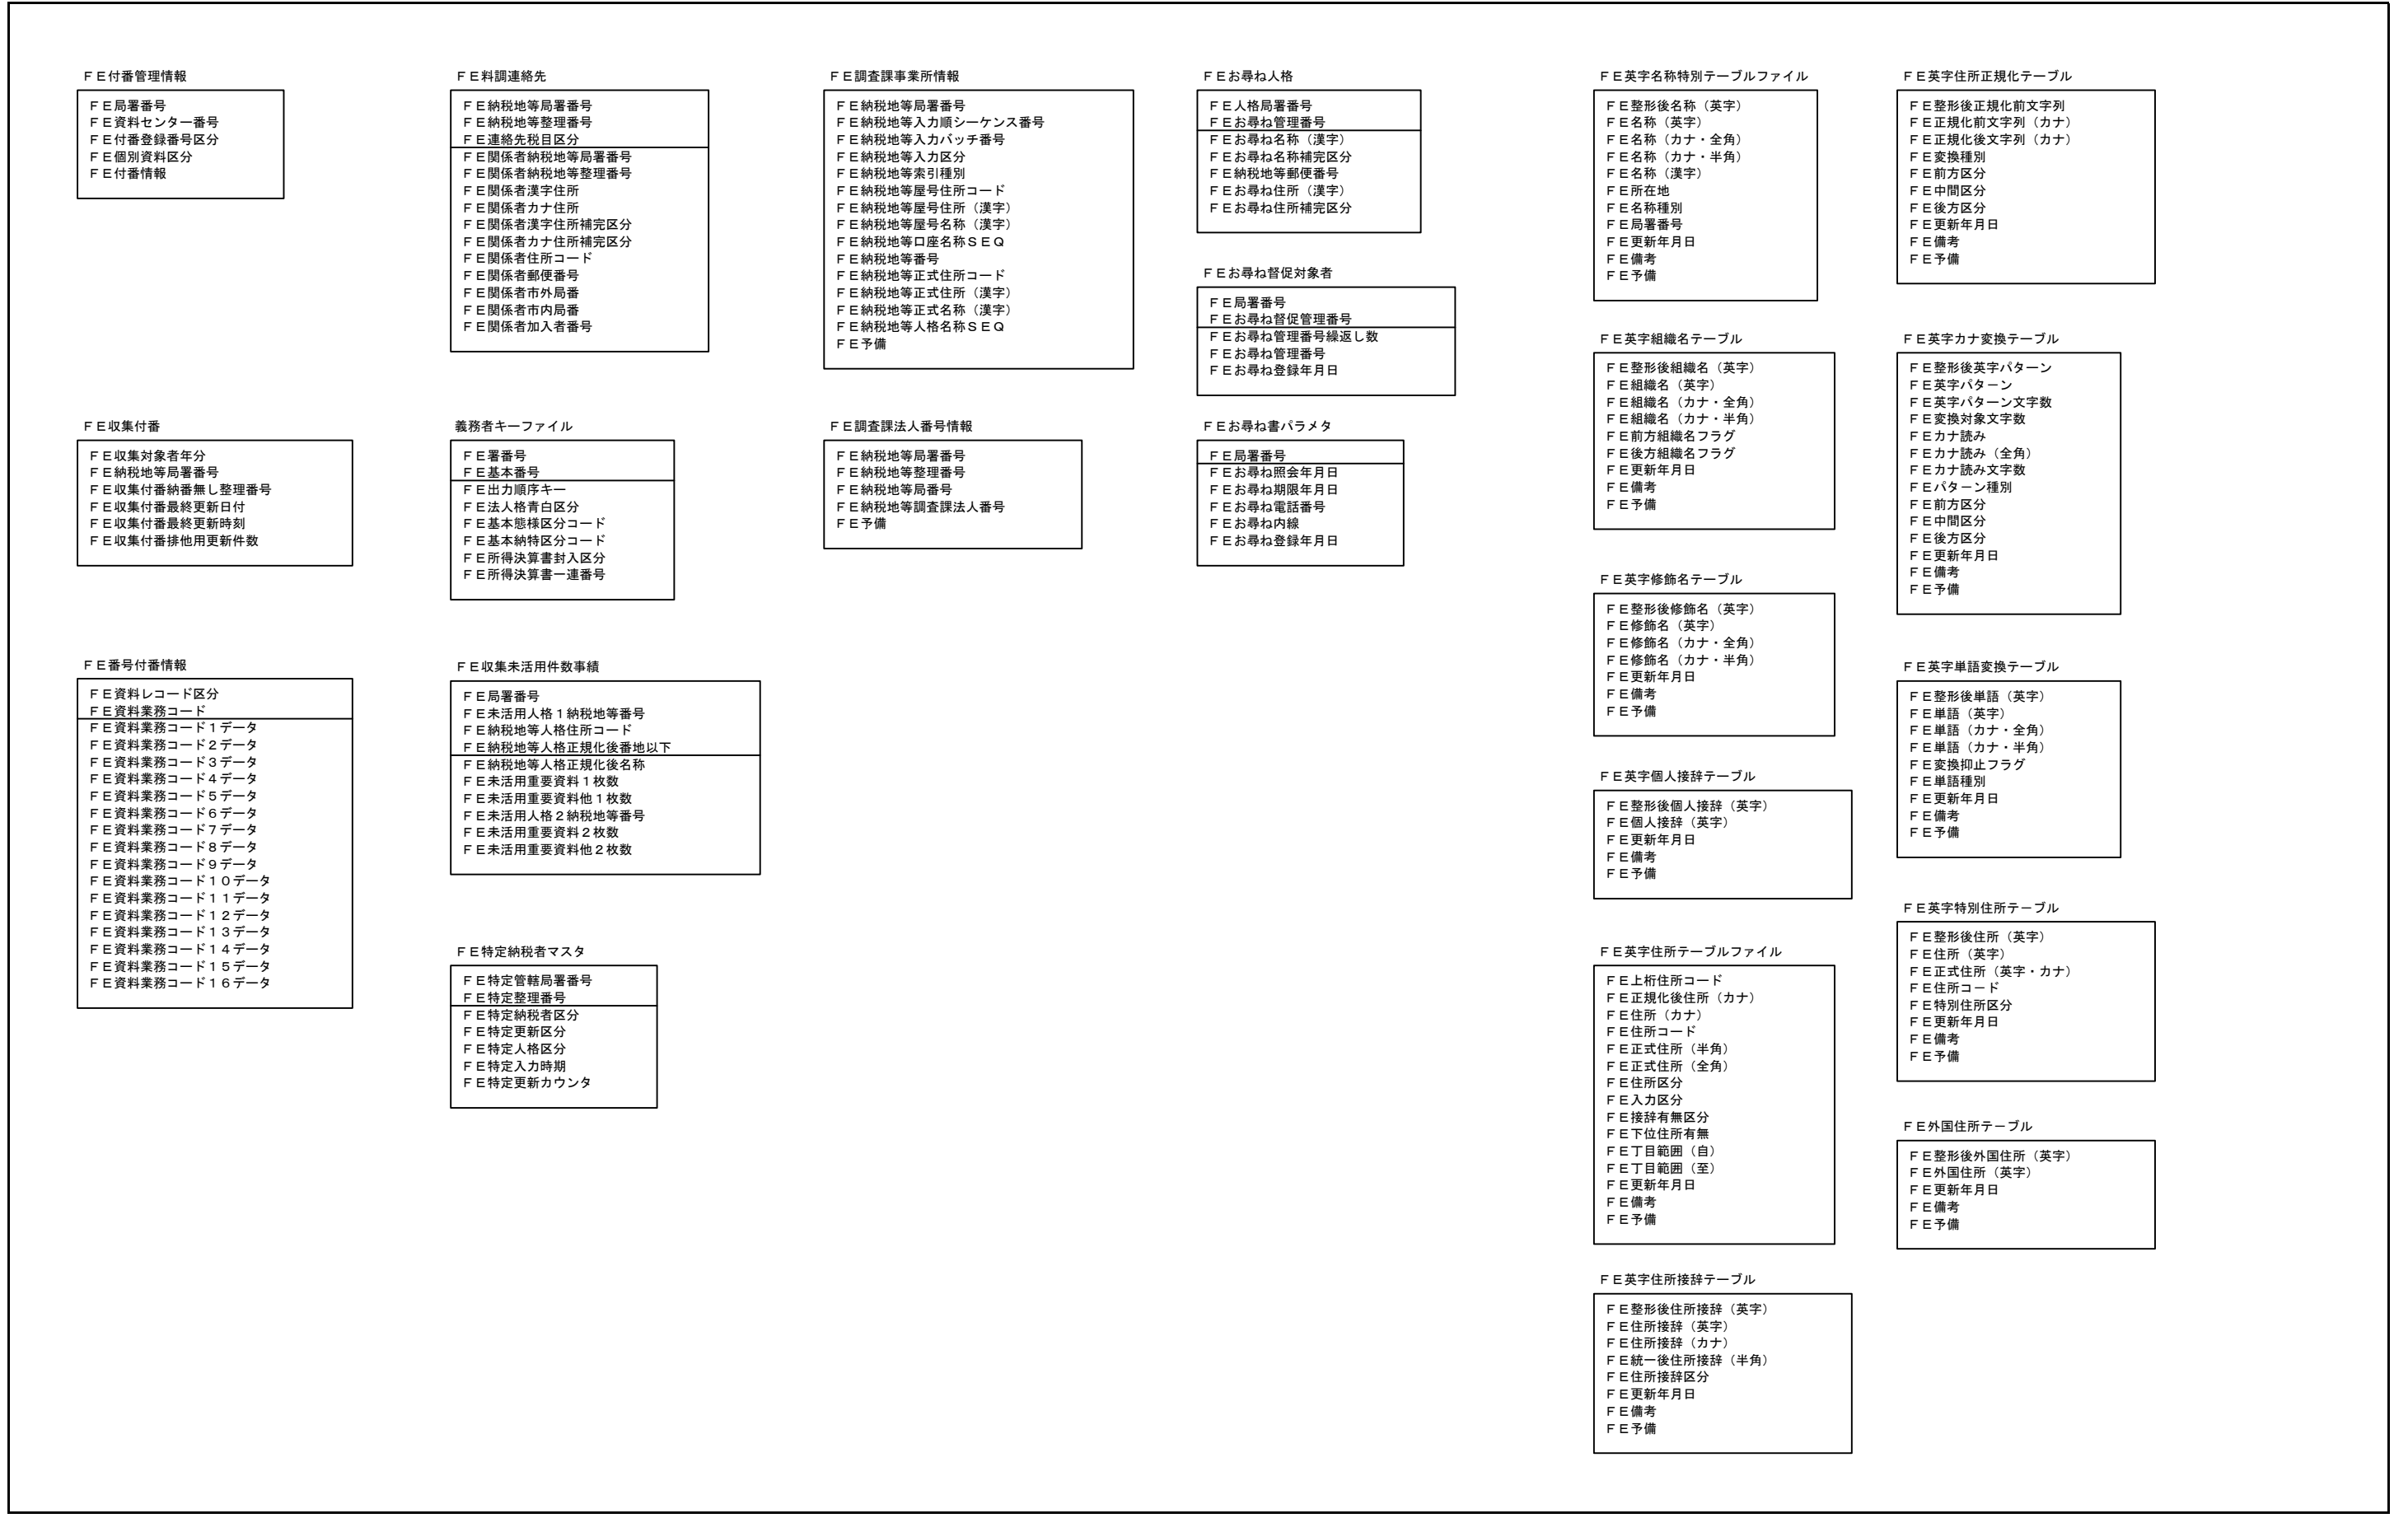 ＦＥ付番管理情報
ＦＥ局署番号
ＦＥ資料センター番号
ＦＥ付番登録番号区分
ＦＥ個別資料区分
ＦＥ付番情報
ＦＥ収集付番
ＦＥ収集対象者年分
ＦＥ納税地等局署番号
ＦＥ収集付番納番無し整理番号
ＦＥ収集付番最終更新日付
ＦＥ収集付番最終更新時刻
ＦＥ収集付番排他用更新件数
ＦＥ番号付番情報
ＦＥ資料レコード区分
ＦＥ資料業務コード
ＦＥ資料業務コード１データ
ＦＥ資料業務コード２データ
ＦＥ資料業務コード３データ
ＦＥ資料業務コード４データ
ＦＥ資料業務コード５データ
ＦＥ資料業務コード６データ
ＦＥ資料業務コード７データ
ＦＥ資料業務コード８データ
ＦＥ資料業務コード９データ
ＦＥ資料業務コード１０データ
ＦＥ資料業務コード１１データ
ＦＥ資料業務コード１２データ
ＦＥ資料業務コード１３データ
ＦＥ資料業務コード１４データ
ＦＥ資料業務コード１５データ
ＦＥ資料業務コード１６データ
ＦＥ料調連絡先
ＦＥ納税地等局署番号
ＦＥ納税地等整理番号
ＦＥ連絡先税目区分
ＦＥ関係者納税地等局署番号
ＦＥ関係者納税地等整理番号
ＦＥ関係者漢字住所
ＦＥ関係者カナ住所
ＦＥ関係者漢字住所補完区分
ＦＥ関係者カナ住所補完区分
ＦＥ関係者住所コード
ＦＥ関係者郵便番号
ＦＥ関係者市外局番
ＦＥ関係者市内局番
ＦＥ関係者加入者番号
義務者キーファイル
ＦＥ署番号
ＦＥ基本番号
ＦＥ出力順序キー
ＦＥ法人格青白区分
ＦＥ基本態様区分コード
ＦＥ基本納特区分コード
ＦＥ所得決算書封入区分
ＦＥ所得決算書一連番号
ＦＥ収集未活用件数事績
ＦＥ局署番号
ＦＥ未活用人格１納税地等番号
ＦＥ納税地等人格住所コード
ＦＥ納税地等人格正規化後番地以下
ＦＥ納税地等人格正規化後名称
ＦＥ未活用重要資料１枚数
ＦＥ未活用重要資料他１枚数
ＦＥ未活用人格２納税地等番号
ＦＥ未活用重要資料２枚数
ＦＥ未活用重要資料他２枚数
ＦＥ特定納税者マスタ
ＦＥ特定管轄局署番号
ＦＥ特定整理番号
ＦＥ特定納税者区分
ＦＥ特定更新区分
ＦＥ特定人格区分
ＦＥ特定入力時期
ＦＥ特定更新カウンタ
ＦＥ調査課事業所情報
ＦＥ納税地等局署番号
ＦＥ納税地等入力順シーケンス番号
ＦＥ納税地等入力バッチ番号
ＦＥ納税地等入力区分
ＦＥ納税地等索引種別
ＦＥ納税地等屋号住所コード
ＦＥ納税地等屋号住所（漢字）
ＦＥ納税地等屋号名称（漢字）
ＦＥ納税地等口座名称ＳＥＱ
ＦＥ納税地等番号
ＦＥ納税地等正式住所コード
ＦＥ納税地等正式住所（漢字）
ＦＥ納税地等正式名称（漢字）
ＦＥ納税地等人格名称ＳＥＱ
ＦＥ予備
ＦＥ調査課法人番号情報
ＦＥ納税地等局署番号
ＦＥ納税地等整理番号
ＦＥ納税地等局番号
ＦＥ納税地等調査課法人番号
ＦＥ予備
ＦＥお尋ね人格
ＦＥ人格局署番号
ＦＥお尋ね管理番号
ＦＥお尋ね名称（漢字）
ＦＥお尋ね名称補完区分
ＦＥ納税地等郵便番号
ＦＥお尋ね住所（漢字）
ＦＥお尋ね住所補完区分
ＦＥお尋ね督促対象者
ＦＥ局署番号
ＦＥお尋ね督促管理番号
ＦＥお尋ね管理番号繰返し数
ＦＥお尋ね管理番号
ＦＥお尋ね登録年月日
ＦＥお尋ね書パラメタ
ＦＥ局署番号
ＦＥお尋ね照会年月日
ＦＥお尋ね期限年月日
ＦＥお尋ね電話番号
ＦＥお尋ね内線
ＦＥお尋ね登録年月日
ＦＥ英字名称特別テーブルファイル
ＦＥ整形後名称（英字）
ＦＥ名称（英字）
ＦＥ名称（カナ・全角）
ＦＥ名称（カナ・半角）
ＦＥ名称（漢字）
ＦＥ所在地
ＦＥ名称種別
ＦＥ局署番号
ＦＥ更新年月日
ＦＥ備考
ＦＥ予備
ＦＥ英字組織名テーブル
ＦＥ整形後組織名（英字）
ＦＥ組織名（英字）
ＦＥ組織名（カナ・全角）
ＦＥ組織名（カナ・半角）
ＦＥ前方組織名フラグ
ＦＥ後方組織名フラグ
ＦＥ更新年月日
ＦＥ備考
ＦＥ予備
ＦＥ英字修飾名テーブル
ＦＥ整形後修飾名（英字）
ＦＥ修飾名（英字）
ＦＥ修飾名（カナ・全角）
ＦＥ修飾名（カナ・半角）
ＦＥ更新年月日
ＦＥ備考
ＦＥ予備
ＦＥ英字個人接辞テーブル
ＦＥ整形後個人接辞（英字）
ＦＥ個人接辞（英字）
ＦＥ更新年月日
ＦＥ備考
ＦＥ予備
ＦＥ英字住所テーブルファイル
ＦＥ上桁住所コード
ＦＥ正規化後住所（カナ）
ＦＥ住所（カナ）
ＦＥ住所コード
ＦＥ正式住所（半角）
ＦＥ正式住所（全角）
ＦＥ住所区分
ＦＥ入力区分
ＦＥ接辞有無区分
ＦＥ下位住所有無
ＦＥ丁目範囲（自）
ＦＥ丁目範囲（至）
ＦＥ更新年月日
ＦＥ備考
ＦＥ予備
ＦＥ英字住所接辞テーブル
ＦＥ整形後住所接辞（英字）
ＦＥ住所接辞（英字）
ＦＥ住所接辞（カナ）
ＦＥ統一後住所接辞（半角）
ＦＥ住所接辞区分
ＦＥ更新年月日
ＦＥ備考
ＦＥ予備
ＦＥ英字住所正規化テーブル
ＦＥ整形後正規化前文字列
ＦＥ正規化前文字列（カナ）
ＦＥ正規化後文字列（カナ）
ＦＥ変換種別
ＦＥ前方区分
ＦＥ中間区分
ＦＥ後方区分
ＦＥ更新年月日
ＦＥ備考
ＦＥ予備
ＦＥ英字カナ変換テーブル
ＦＥ整形後英字パターン
ＦＥ英字パターン
ＦＥ英字パターン文字数
ＦＥ変換対象文字数
ＦＥカナ読み
ＦＥカナ読み（全角）
ＦＥカナ読み文字数
ＦＥパターン種別
ＦＥ前方区分
ＦＥ中間区分
ＦＥ後方区分
ＦＥ更新年月日
ＦＥ備考
ＦＥ予備
ＦＥ英字単語変換テーブル
ＦＥ整形後単語（英字）
ＦＥ単語（英字）
ＦＥ単語（カナ・全角）
ＦＥ単語（カナ・半角）
ＦＥ変換抑止フラグ
ＦＥ単語種別
ＦＥ更新年月日
ＦＥ備考
ＦＥ予備
ＦＥ英字特別住所テーブル
ＦＥ整形後住所（英字）
ＦＥ住所（英字）
ＦＥ正式住所（英字・カナ）
ＦＥ住所コード
ＦＥ特別住所区分
ＦＥ更新年月日
ＦＥ備考
ＦＥ予備
ＦＥ外国住所テーブル
ＦＥ整形後外国住所（英字）
ＦＥ外国住所（英字）
ＦＥ更新年月日
ＦＥ備考
ＦＥ予備